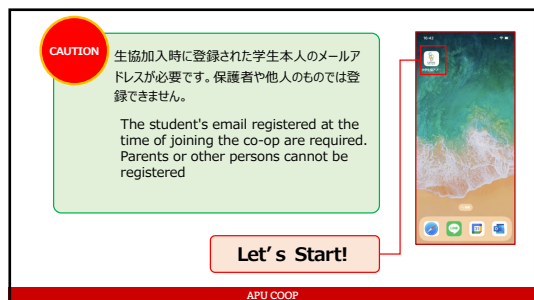 CAUTION
生協加入時に登録された学生本人のメールア
ドレスが必要です。保護者や他人のものでは登
録できません。
The student's email registered at the
time of joining the co-op are required.
Parents or other persons cannot be
registered
16:42
Let's Start!
APU COOP